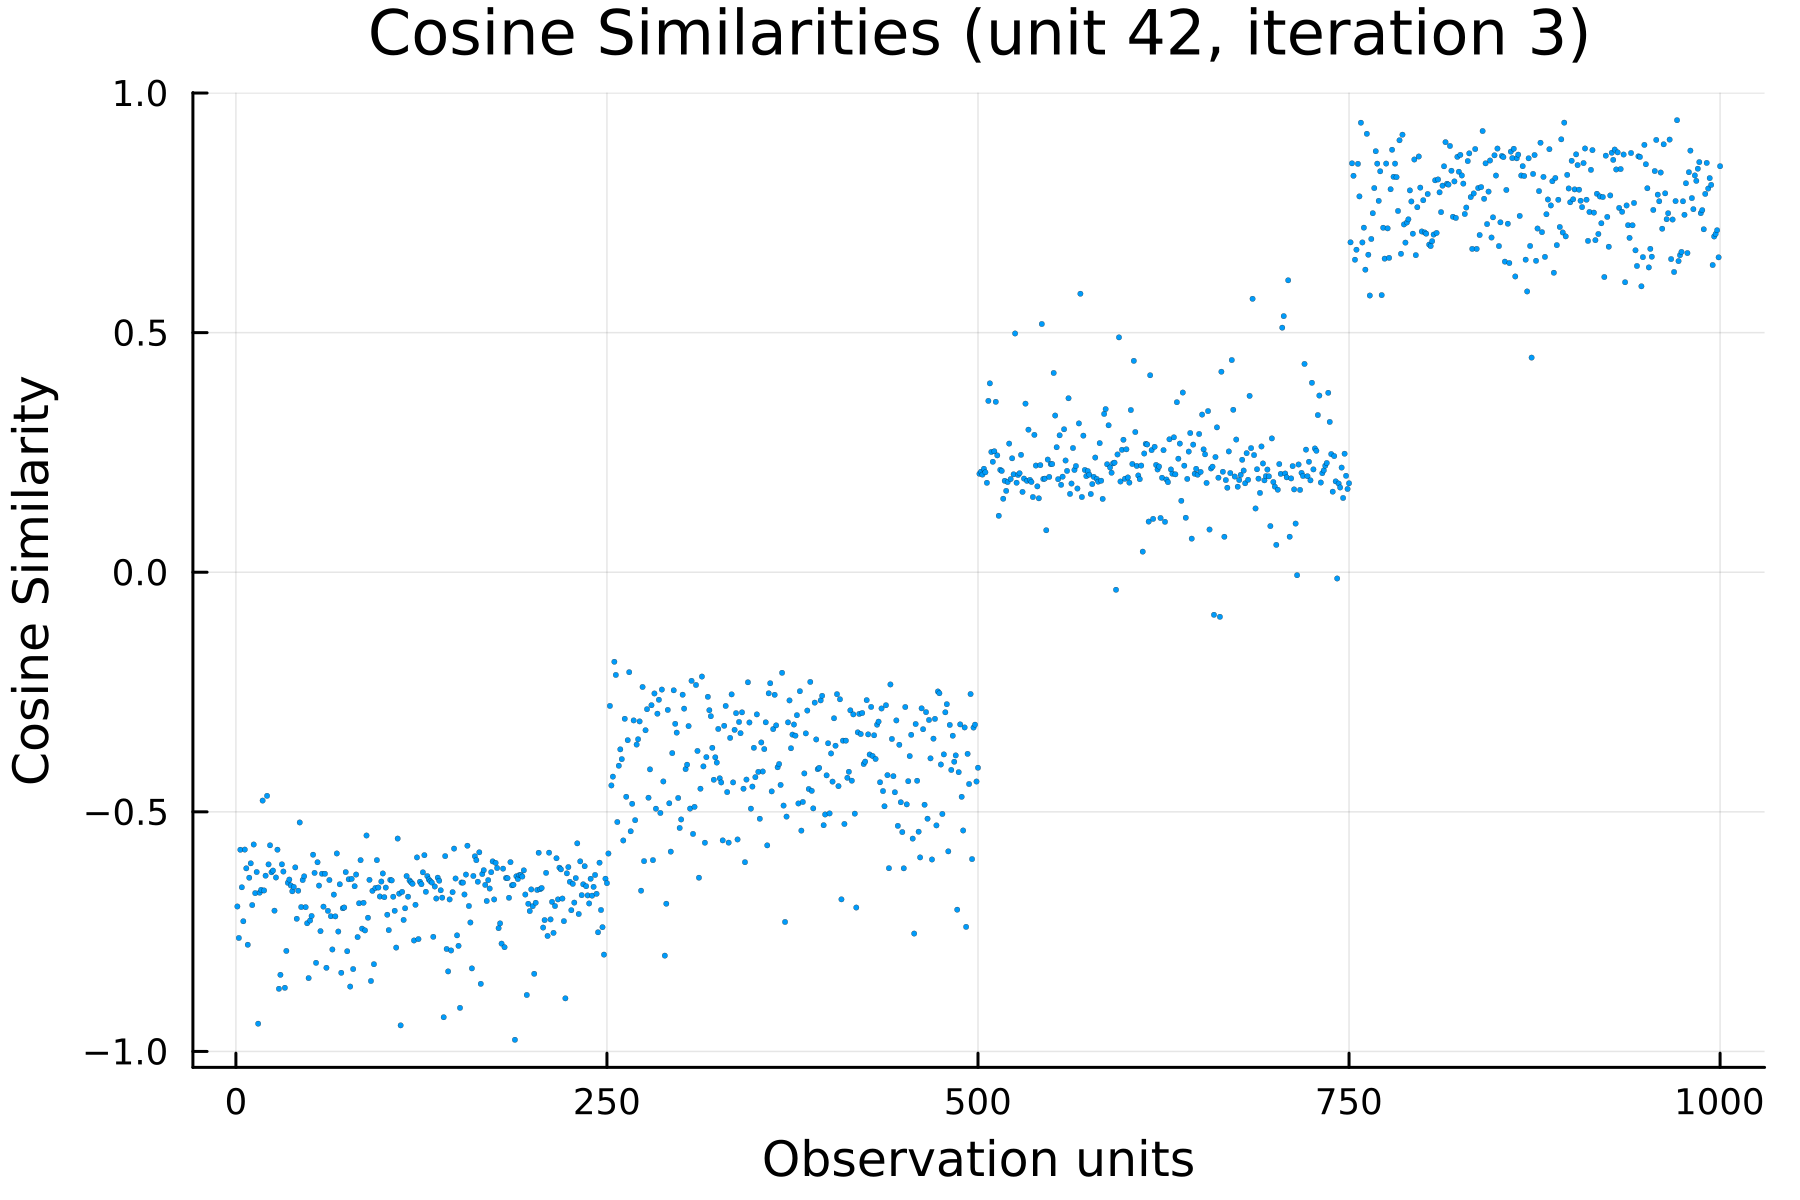 Cosine Similarities (unit 42, iteration 3)
Cosine Similarity
1.0
0.5
0.0
−0.5
−1.0
0 250 500 750 1000
Observation units